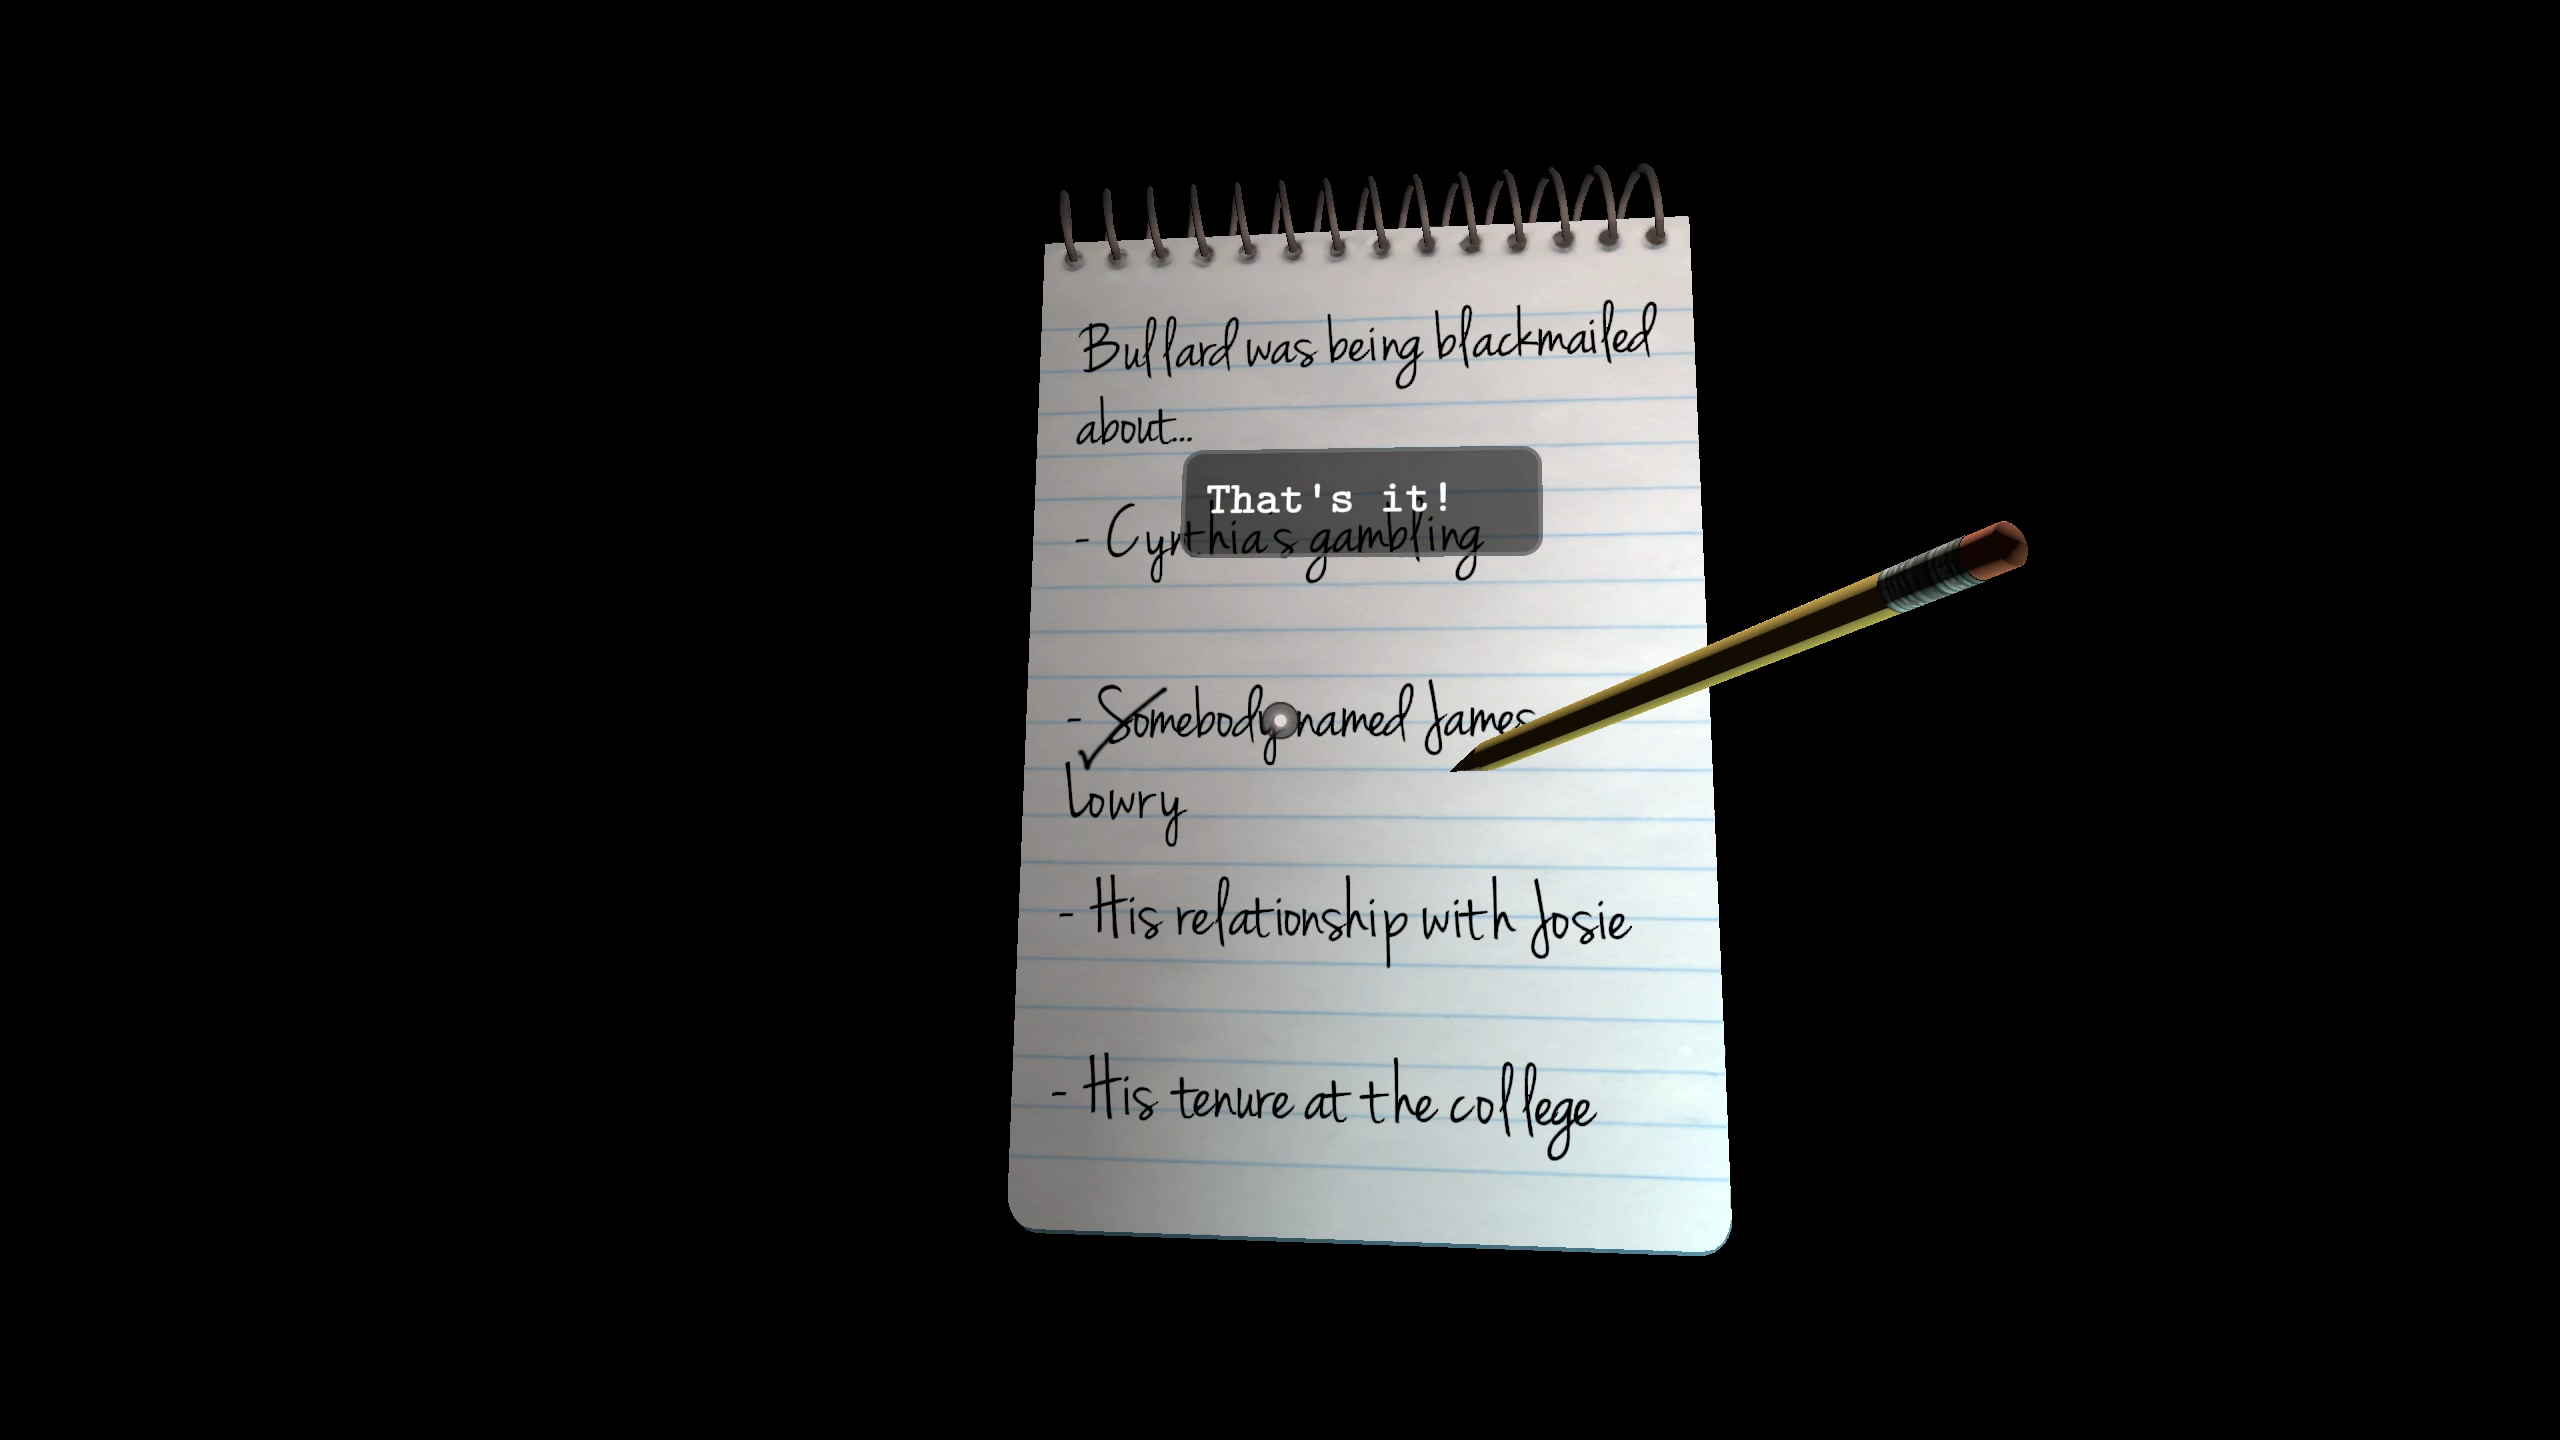 Bullard was being blackmailed
about...
That's it!
- Cynthia's gambling
- Somebody named James
Lowry
- His relationship with Josie
- His tenure at the college